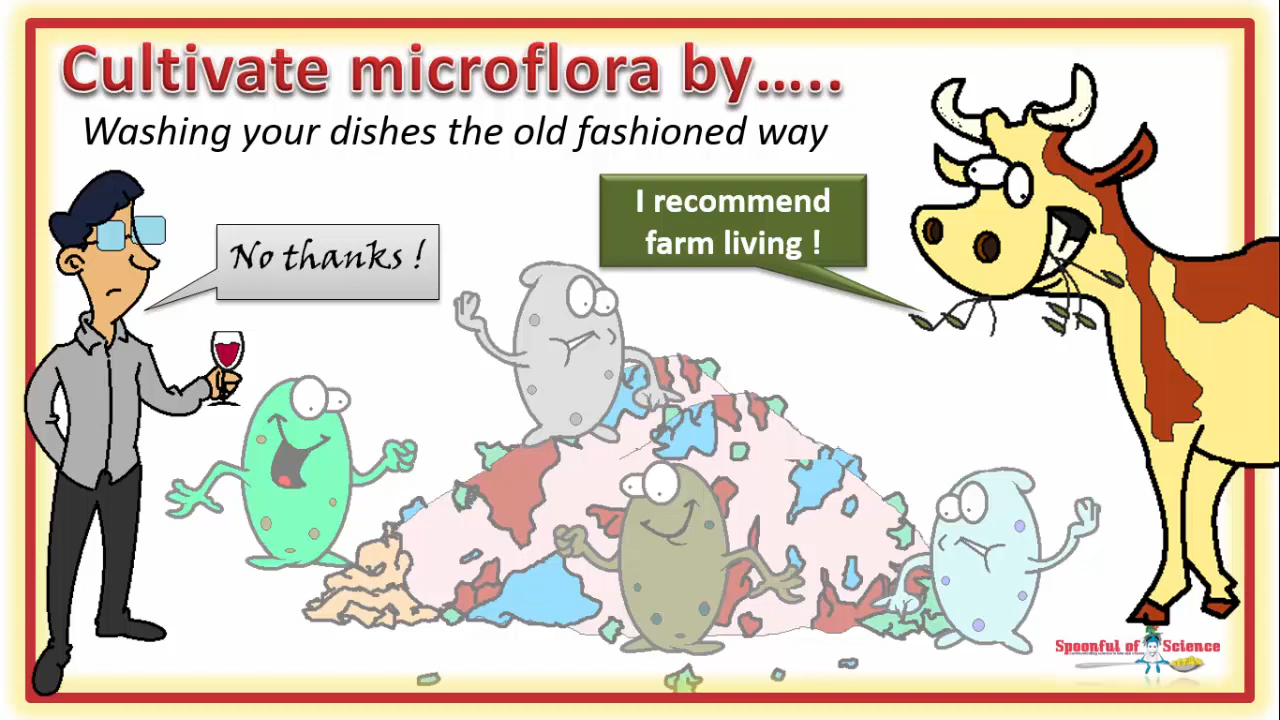 Cultivate microflora by.....
Washing your dishes the old fashioned way
I recommend
farm living !
No thanks !
Spoonful of Science